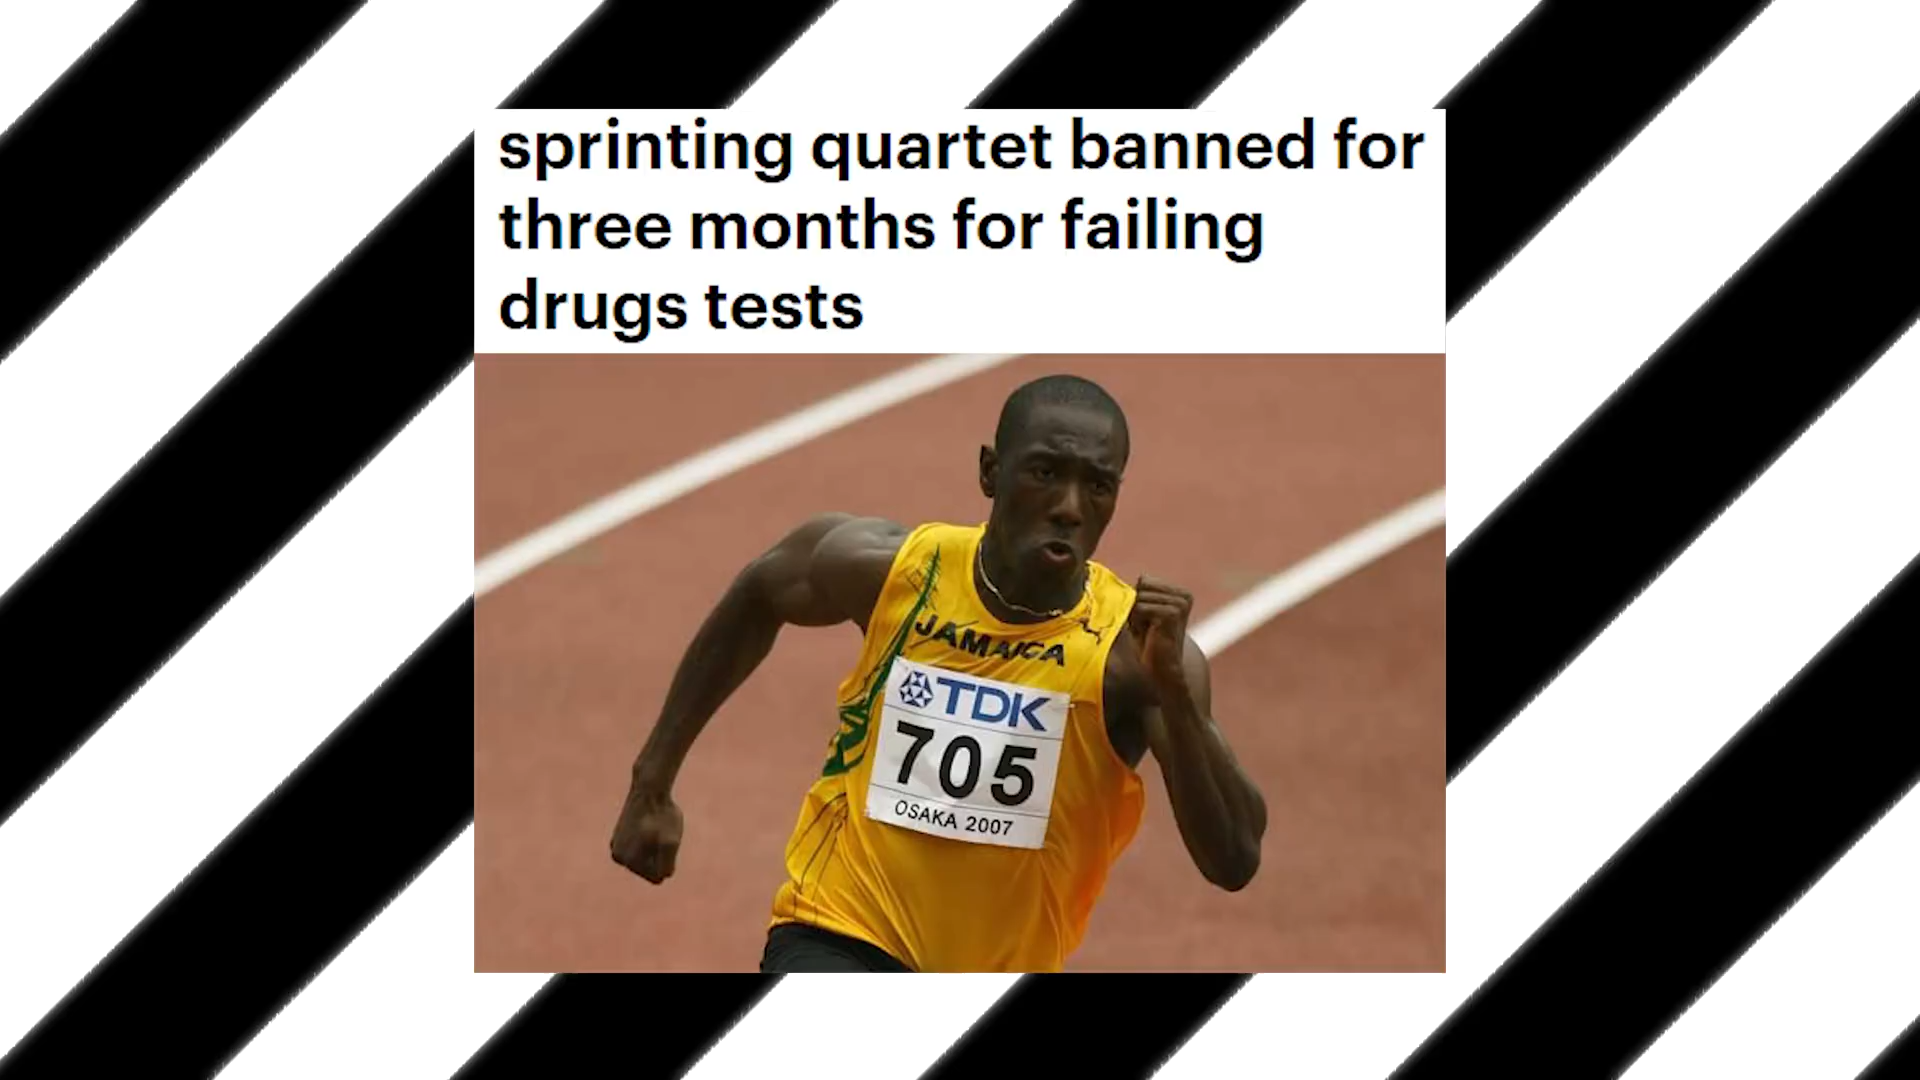 sprinting quartet banned for
three months for failing
drugs tests
JAMAICA
TDK
705
OSAKA 2007